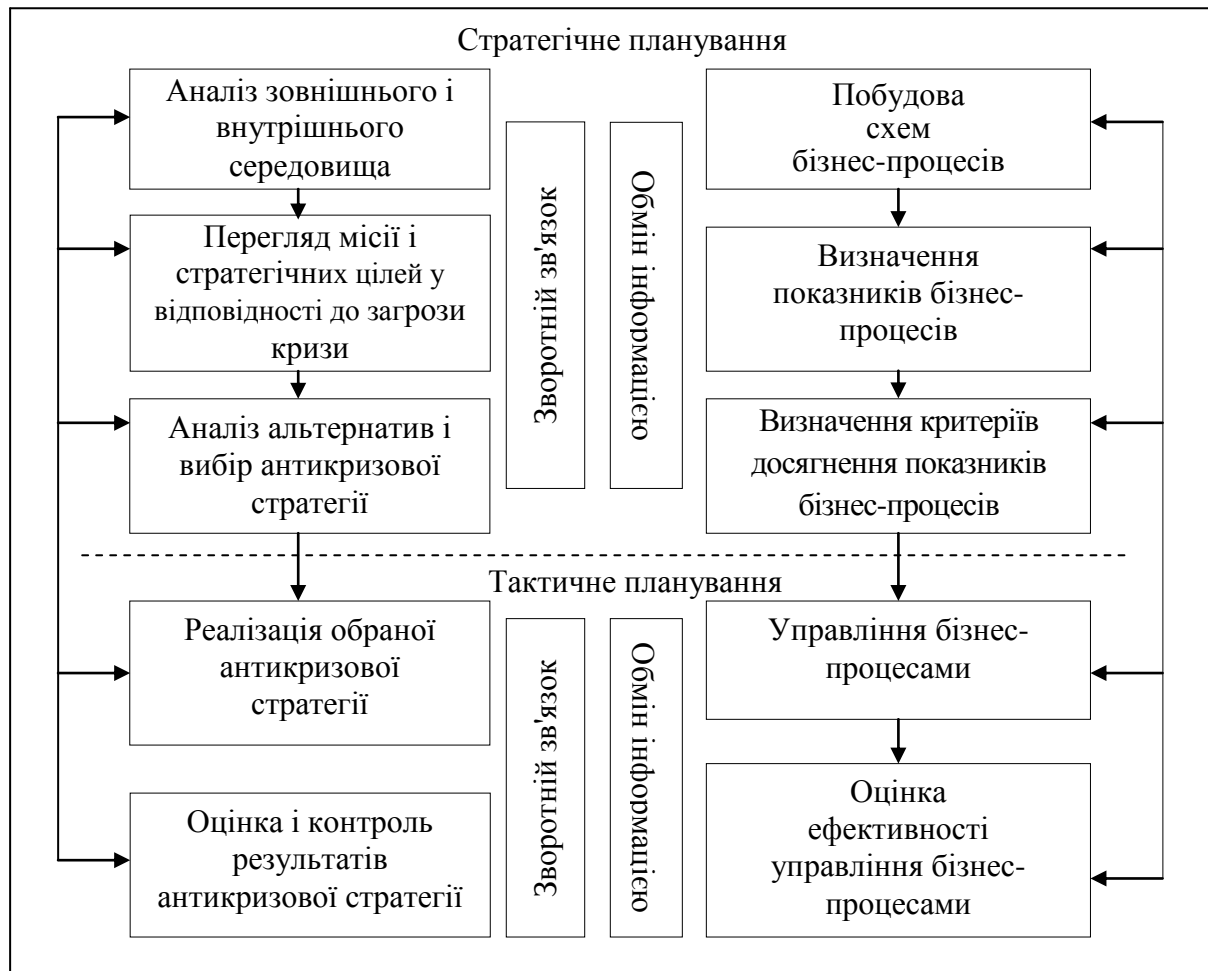 Стратегічне планування
Аналіз зовнішнього і
внутрішнього
середовища
Перегляд місії і
стратегічних цілей у
відповідності до загрози
кризи
Аналіз альтернатив і
вибір антикризової
стратегії
Зворотній зв'язок
Обмін інформацією
Побудова
схем
бізнес-процесів
Визначення
показників бізнес-
процесів
Визначення критеріїв
досягнення показників
бізнес-процесів
Тактичне планування
Реалізація обраної
антикризової
стратегії
Оцінка і контроль
результатів
антикризової стратегії
Зворотній зв'язок
Обмін інформацією
Управління бізнес-
процесами
Оцінка
ефективності
управління бізнес-
процесами